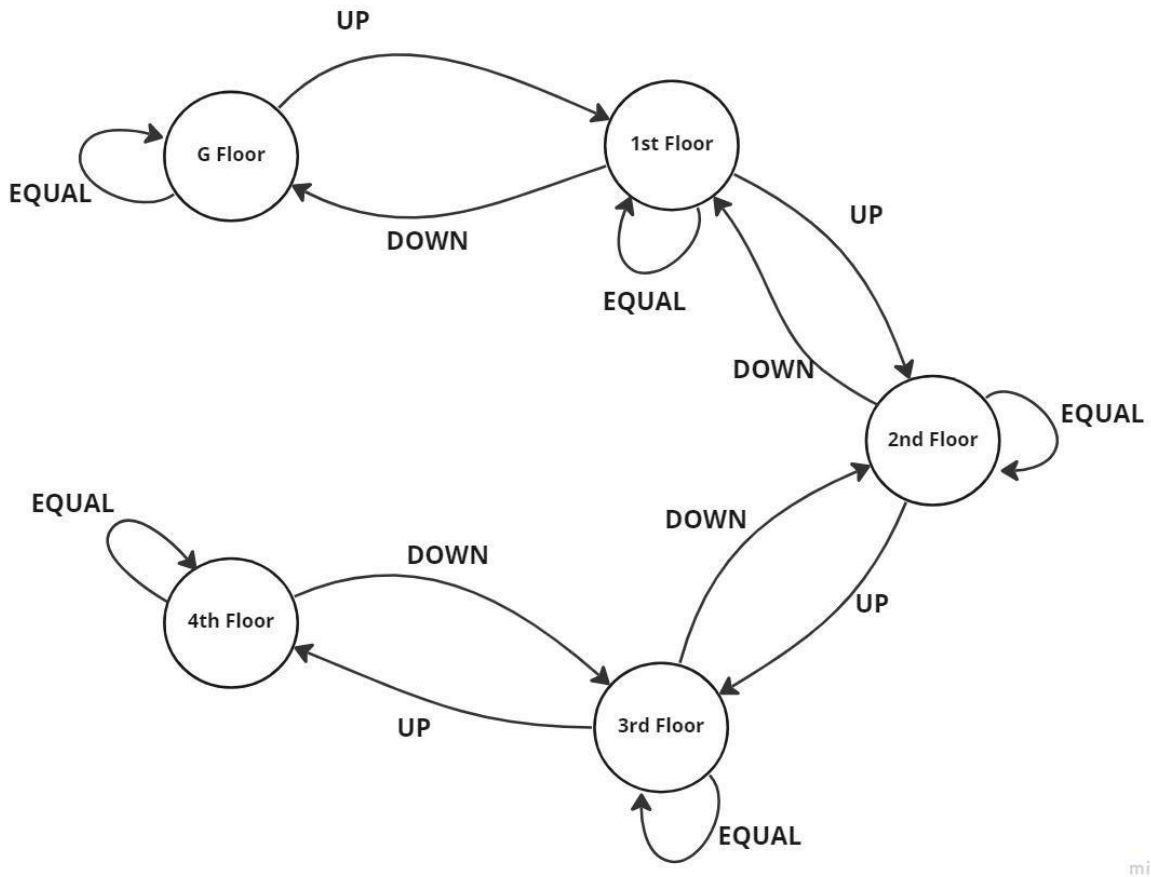 UP
G Floor
1st Floor
EQUAL
DOWN
UP
EQUAL
DOWN
2nd Floor
EQUAL
EQUAL
DOWN
DOWN
UP
4th Floor
UP
3rd Floor
EQUAL
mi